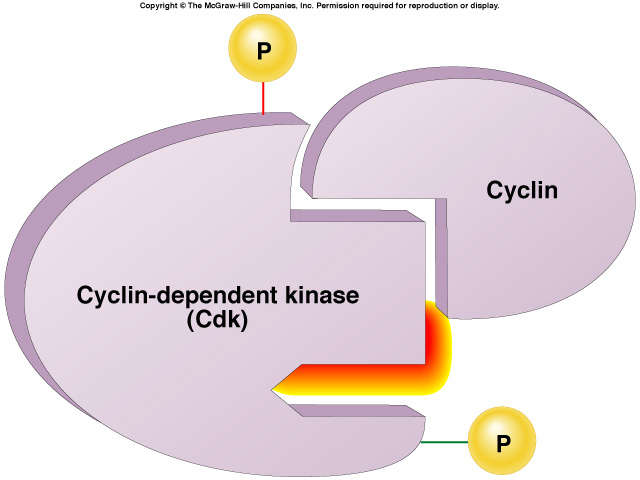 Copyright © The McGraw-Hill Companies, Inc. Permission required for reproduction or display.
P
Cyclin
Cyclin-dependent kinase
(Cdk)
P